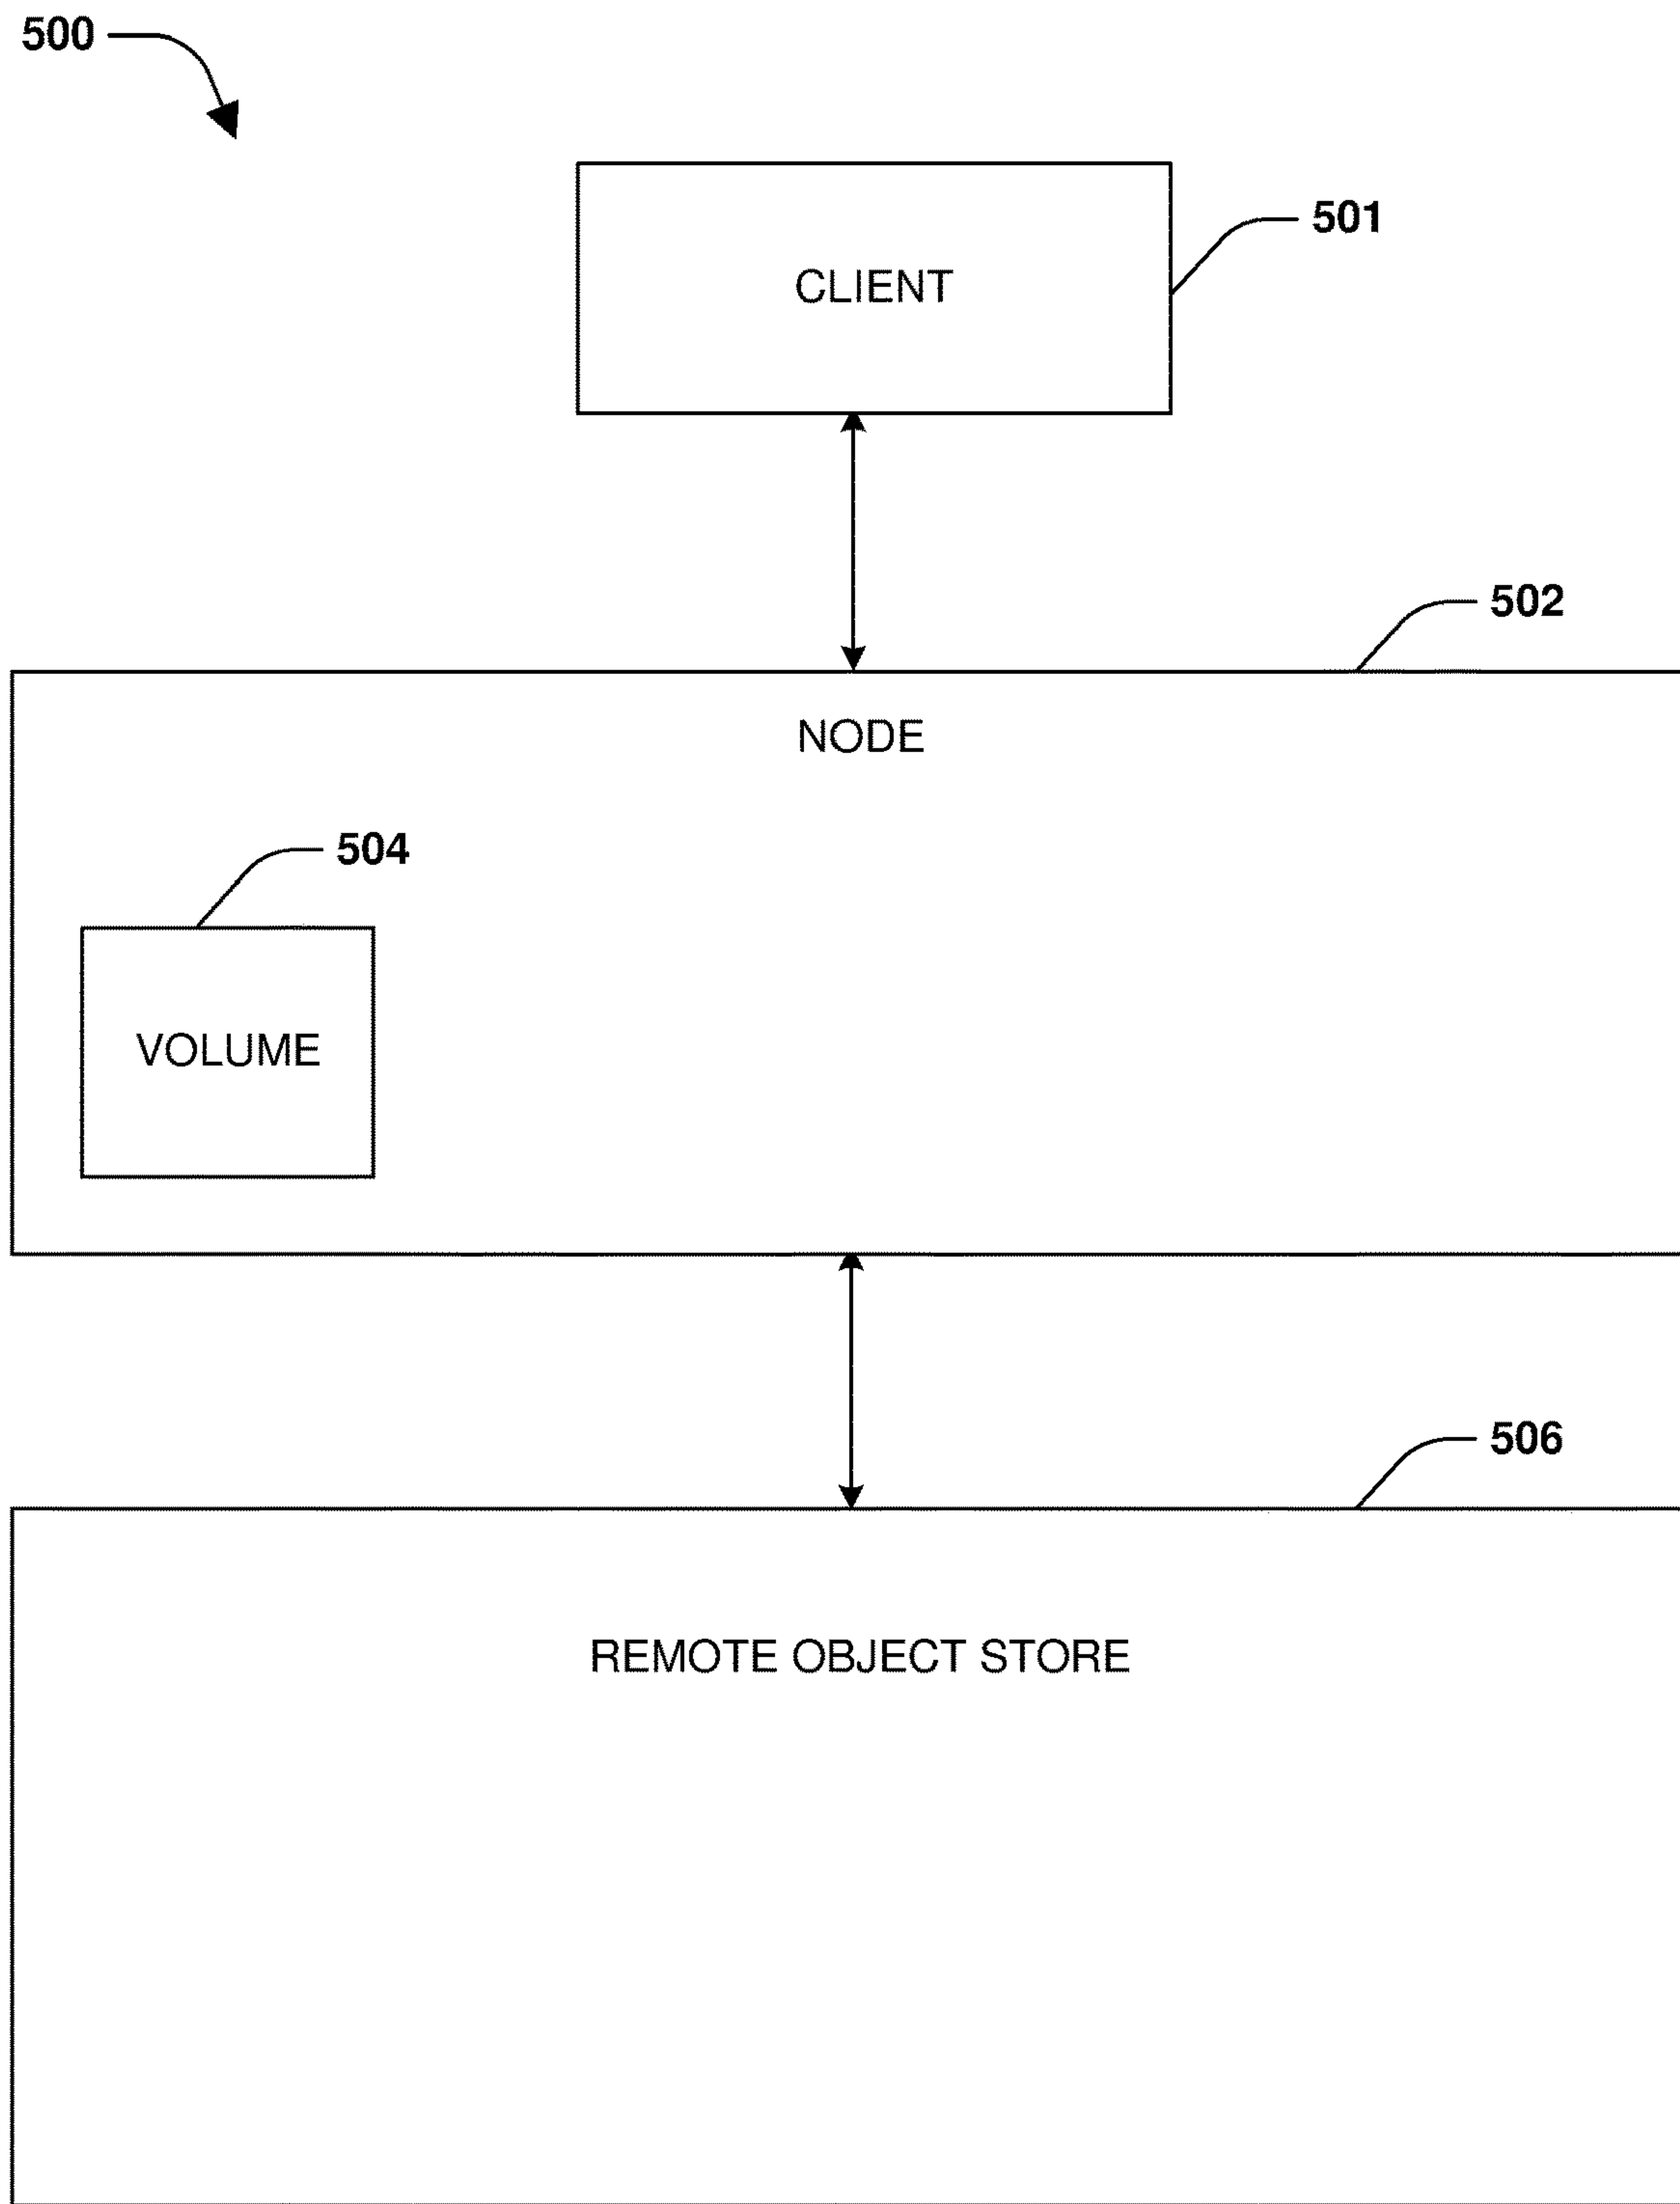 500
501
CLIENT
502
NODE
504
VOLUME
506
REMOTE OBJECT STORE